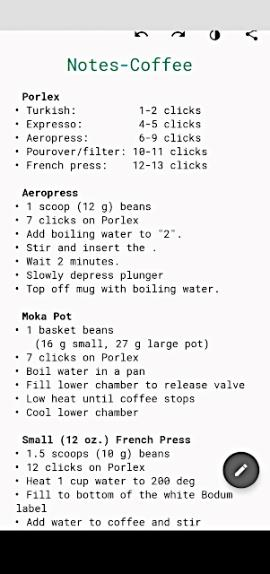 Notes-Coffee
Porlex
• Turkish: 1-2 clicks
• Expresso: 4-5 clicks
• Aeropress: 6-9 clicks
• Pourover/filter: 10-11 clicks
• French press: 12-13 clicks
Aeropress
• 1 scoop (12 g) beans
• 7 clicks on Porlex
• Add boiling water to "2".
• Stir and insert the .
• Wait 2 minutes.
• Slowly depress plunger
• Top off mug with boiling water.
Moka Pot
• 1 basket beans
(16 g small, 27 g large pot)
• 7 clicks on Porlex
• Boil water in a pan
• Fill lower chamber to release valve
• Low heat until coffee stops
• Cool lower chamber
Small (12 oz.) French Press
• 1.5 scoops (10 g) beans
• 12 clicks on Porlex
• Heat 1 cup water to 200 deg
• Fill to bottom of the white Bodum
label
• Add water to coffee and stir